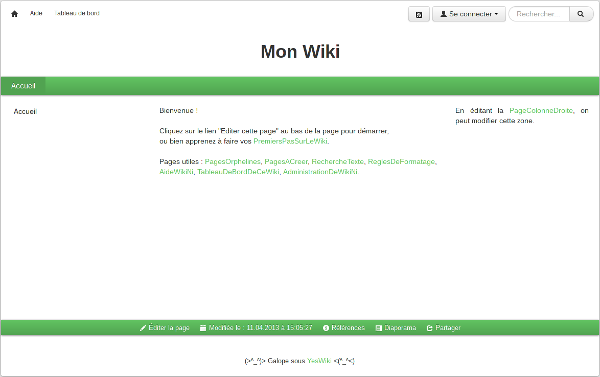 Aide Tableau de bord Se connecter Rechercher...
Mon Wiki
Accueil
Accueil
Bienvenue !
Cliquez sur le lien "Editer cette page" au bas de la page pour démarrer,
ou bien apprenez à faire vos PremiersPasSurLeWiki.
Pages utiles : PagesOrphelines, PagesACreer, RechercheTexte, ReglesDeFormatage,
AideWikiNi, TableauDeBordDeCeWiki, AdministrationDeWikiNi.
En éditant la PageColonneDroite, on
peut modifier cette zone.
Editer la page Modifiée le : 11.04.2013 à 15:05:27 Références Diaporama Partager
(>^_^)> Galope sous YesWiki <(^_^<)